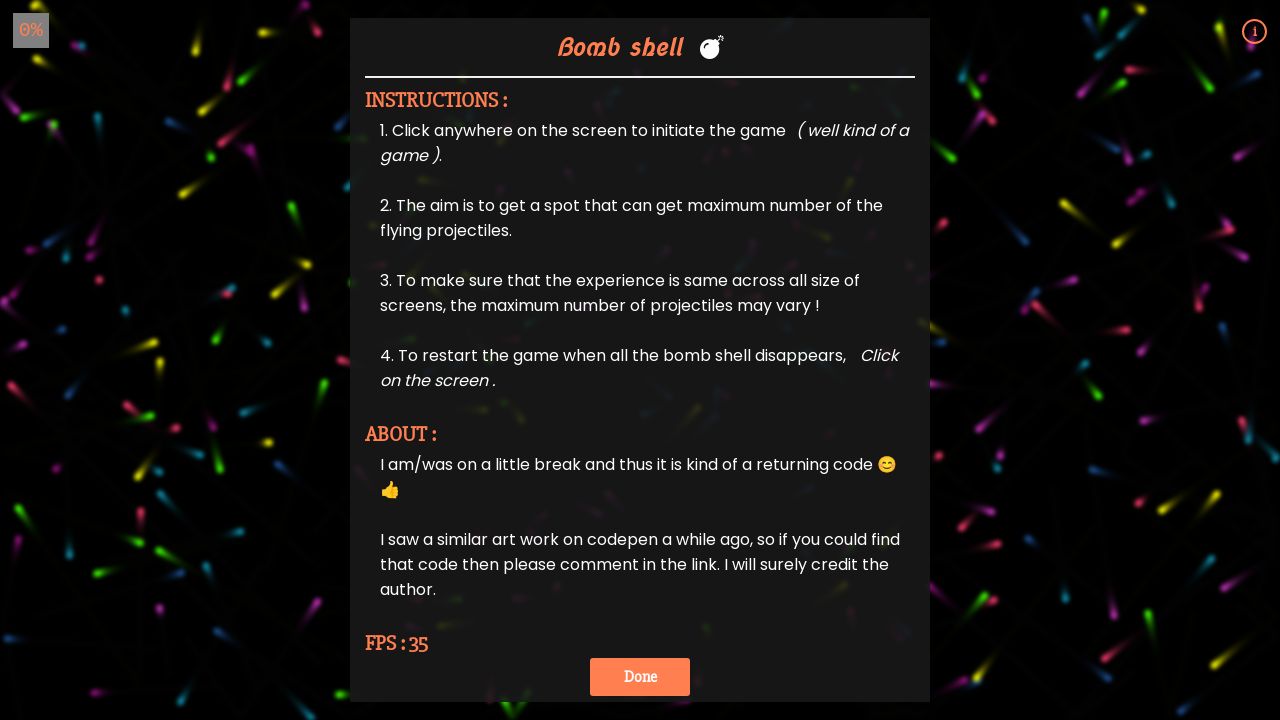 0%
Bomb shell 💣
i
INSTRUCTIONS :
1. Click anywhere on the screen to initiate the game ( well kind of a
game ).
2. The aim is to get a spot that can get maximum number of the
flying projectiles.
3. To make sure that the experience is same across all size of
screens, the maximum number of projectiles may vary !
4. To restart the game when all the bomb shell disappears, Click
on the screen .
ABOUT :
I am/was on a little break and thus it is kind of a returning code 😊
👍
I saw a similar art work on codepen a while ago, so if you could find
that code then please comment in the link. I will surely credit the
author.
FPS : 35
Done